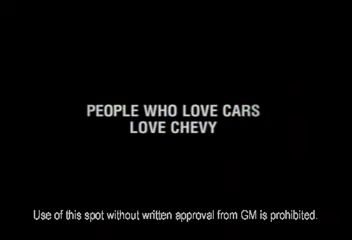 PEOPLE WHO LOVE CARS
LOVE CHEVY
Use of this spot without written approval from GM is prohibited.